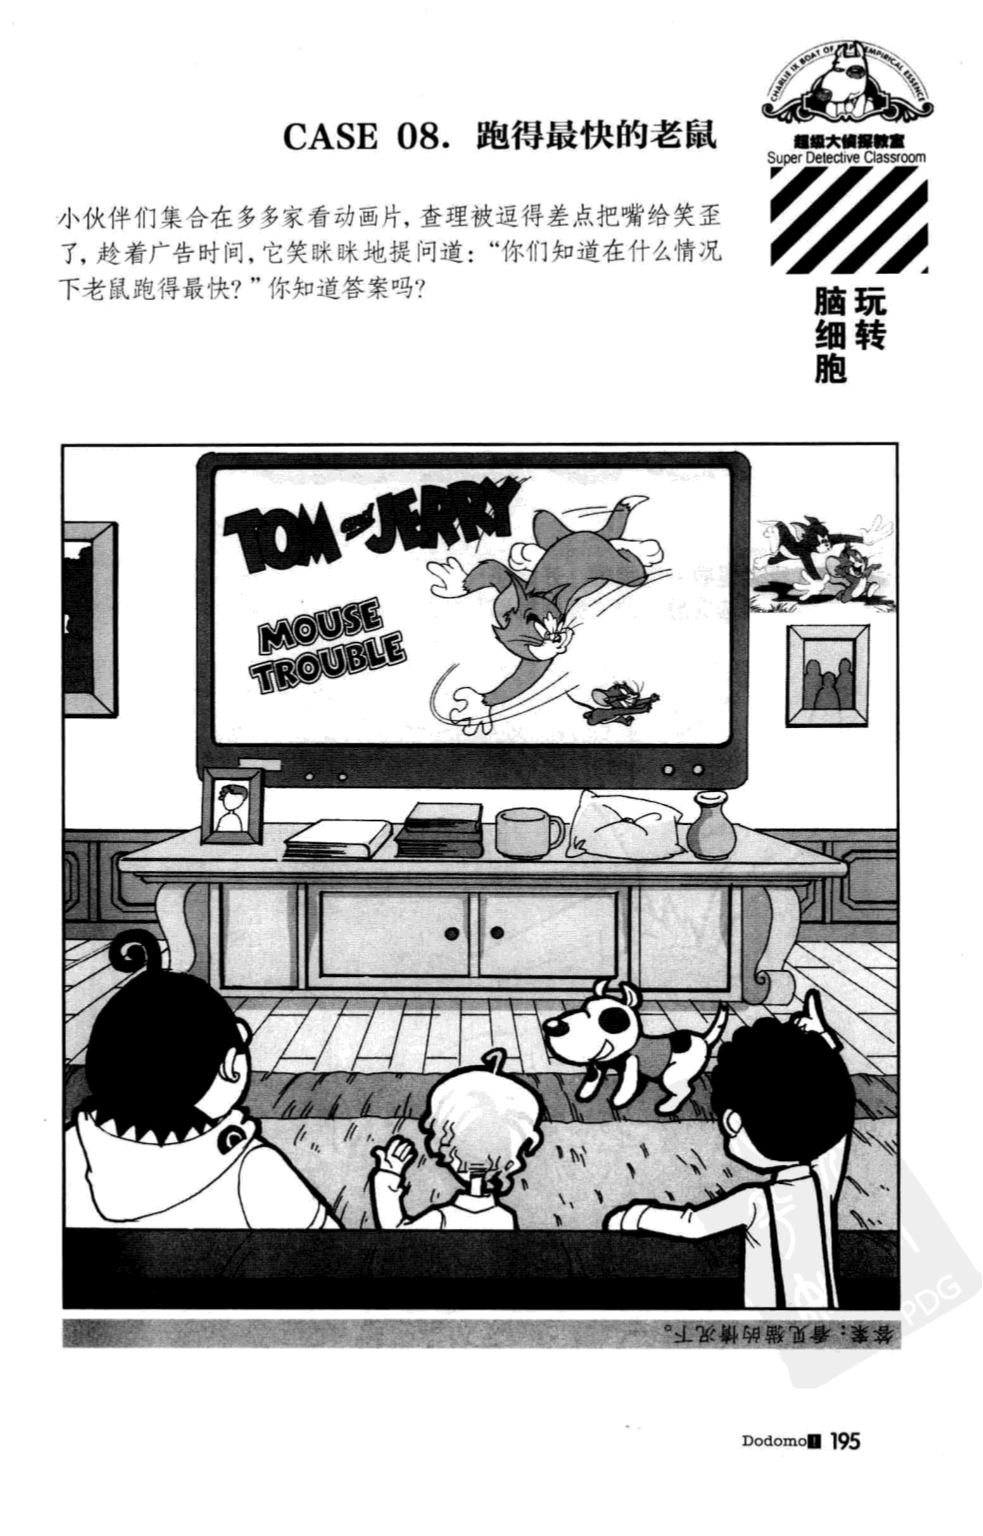 CHARLIE IX BOAT OF THE EMPIRICAL ESSENCE
超级大侦探教室
Super Detective Classroom
玩转
脑细胞
CASE 08. 跑得最快的老鼠
小伙伴们集合在多多家看动画片，查理被逗得差点把嘴给笑歪
了，趁着广告时间，它笑眯眯地提问道：“你们知道在什么情况
下老鼠跑得最快？”你知道答案吗？
TOM and JERRY
MOUSE
TROUBLE
答案：看见猫的情况下。
PDG
Dodomo! 195